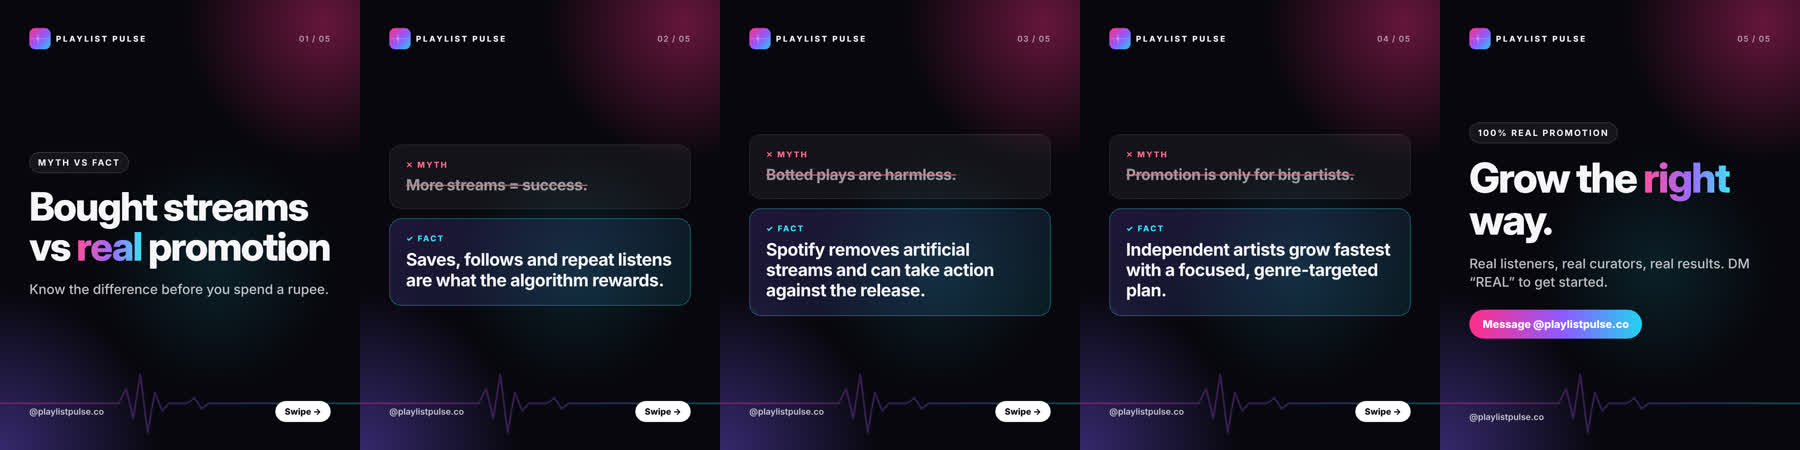 PLAYLIST PULSE
01 / 05
MYTH VS FACT
Bought streams
vs real promotion
Know the difference before you spend a rupee.
@playlistpulse.co
Swipe →
PLAYLIST PULSE
02 / 05
× MYTH
More streams = success.
✓ FACT
Saves, follows and repeat listens
are what the algorithm rewards.
@playlistpulse.co
Swipe →
PLAYLIST PULSE
03 / 05
× MYTH
Botted plays are harmless.
✓ FACT
Spotify removes artificial
streams and can take action
against the release.
@playlistpulse.co
Swipe →
PLAYLIST PULSE
04 / 05
× MYTH
Promotion is only for big artists.
✓ FACT
Independent artists grow fastest
with a focused, genre-targeted
plan.
@playlistpulse.co
Swipe →
PLAYLIST PULSE
05 / 05
100% REAL PROMOTION
Grow the right
way.
Real listeners, real curators, real results. DM
“REAL” to get started.
Message @playlistpulse.co
@playlistpulse.co